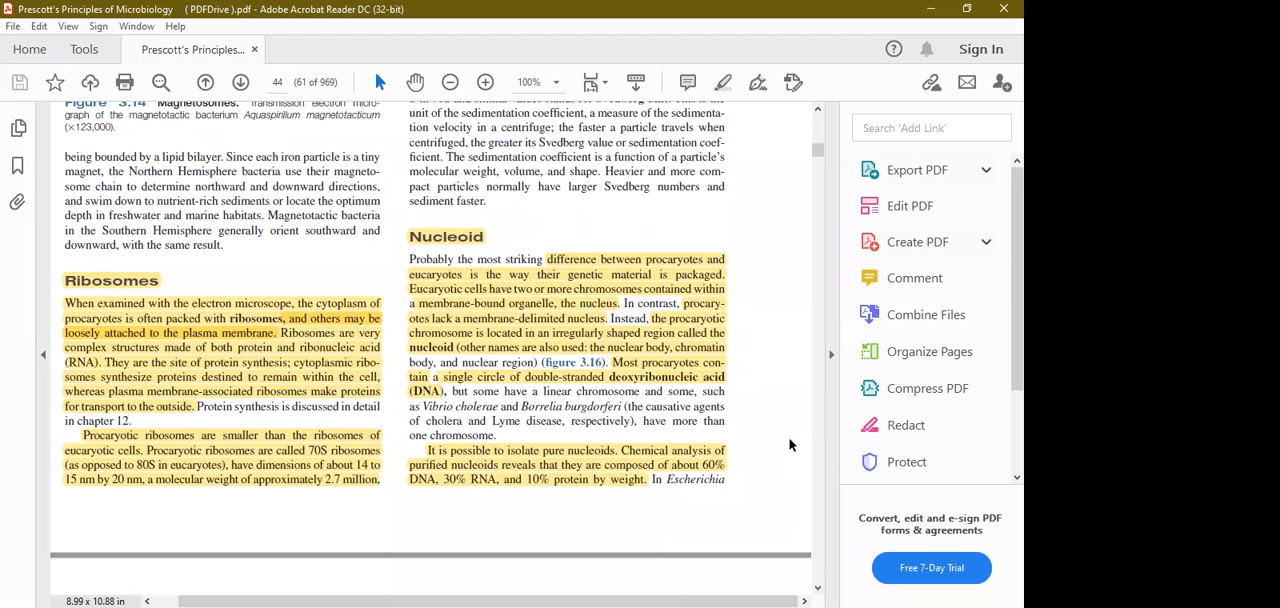 Prescott's Principles of Microbiology ( PDFDrive ).pdf - Adobe Acrobat Reader DC (32-bit)
File Edit View Sign Window Help
Home Tools Prescott's Principles... × Sign In
44 (61 of 969) 100%
Figure 3.14 Magnetosomes. Transmission electron micro-
graph of the magnetotactic bacterium Aquaspirillum magnetotacticum
(×123,000).
being bounded by a lipid bilayer. Since each iron particle is a tiny
magnet, the Northern Hemisphere bacteria use their magneto-
some chain to determine northward and downward directions,
and swim down to nutrient-rich sediments or locate the optimum
depth in freshwater and marine habitats. Magnetotactic bacteria
in the Southern Hemisphere generally orient southward and
downward, with the same result.
Ribosomes
When examined with the electron microscope, the cytoplasm of
procaryotes is often packed with ribosomes, and others may be
loosely attached to the plasma membrane. Ribosomes are very
complex structures made of both protein and ribonucleic acid
(RNA). They are the site of protein synthesis; cytoplasmic ribo-
somes synthesize proteins destined to remain within the cell,
whereas plasma membrane-associated ribosomes make proteins
for transport to the outside. Protein synthesis is discussed in detail
in chapter 12.
Procaryotic ribosomes are smaller than the ribosomes of
eucaryotic cells. Procaryotic ribosomes are called 70S ribosomes
(as opposed to 80S in eucaryotes), have dimensions of about 14 to
15 nm by 20 nm, a molecular weight of approximately 2.7 million,
unit of the sedimentation coefficient, a measure of the sedimenta-
tion velocity in a centrifuge; the faster a particle travels when
centrifuged, the greater its Svedberg value or sedimentation coef-
ficient. The sedimentation coefficient is a function of a particle's
molecular weight, volume, and shape. Heavier and more com-
pact particles normally have larger Svedberg numbers and
sediment faster.
Nucleoid
Probably the most striking difference between procaryotes and
eucaryotes is the way their genetic material is packaged.
Eucaryotic cells have two or more chromosomes contained within
a membrane-bound organelle, the nucleus. In contrast, procary-
otes lack a membrane-delimited nucleus. Instead, the procaryotic
chromosome is located in an irregularly shaped region called the
nucleoid (other names are also used: the nuclear body, chromatin
body, and nuclear region) (figure 3.16). Most procaryotes con-
tain a single circle of double-stranded deoxyribonucleic acid
(DNA), but some have a linear chromosome and some, such
as Vibrio cholerae and Borrelia burgdorferi (the causative agents
of cholera and Lyme disease, respectively), have more than
one chromosome.
It is possible to isolate pure nucleoids. Chemical analysis of
purified nucleoids reveals that they are composed of about 60%
DNA, 30% RNA, and 10% protein by weight. In Escherichia
Search 'Add Link'
Export PDF
Edit PDF
Create PDF
Comment
Combine Files
Organize Pages
Compress PDF
Redact
Protect
Convert, edit and e-sign PDF
forms & agreements
Free 7-Day Trial
8.99 x 10.88 in